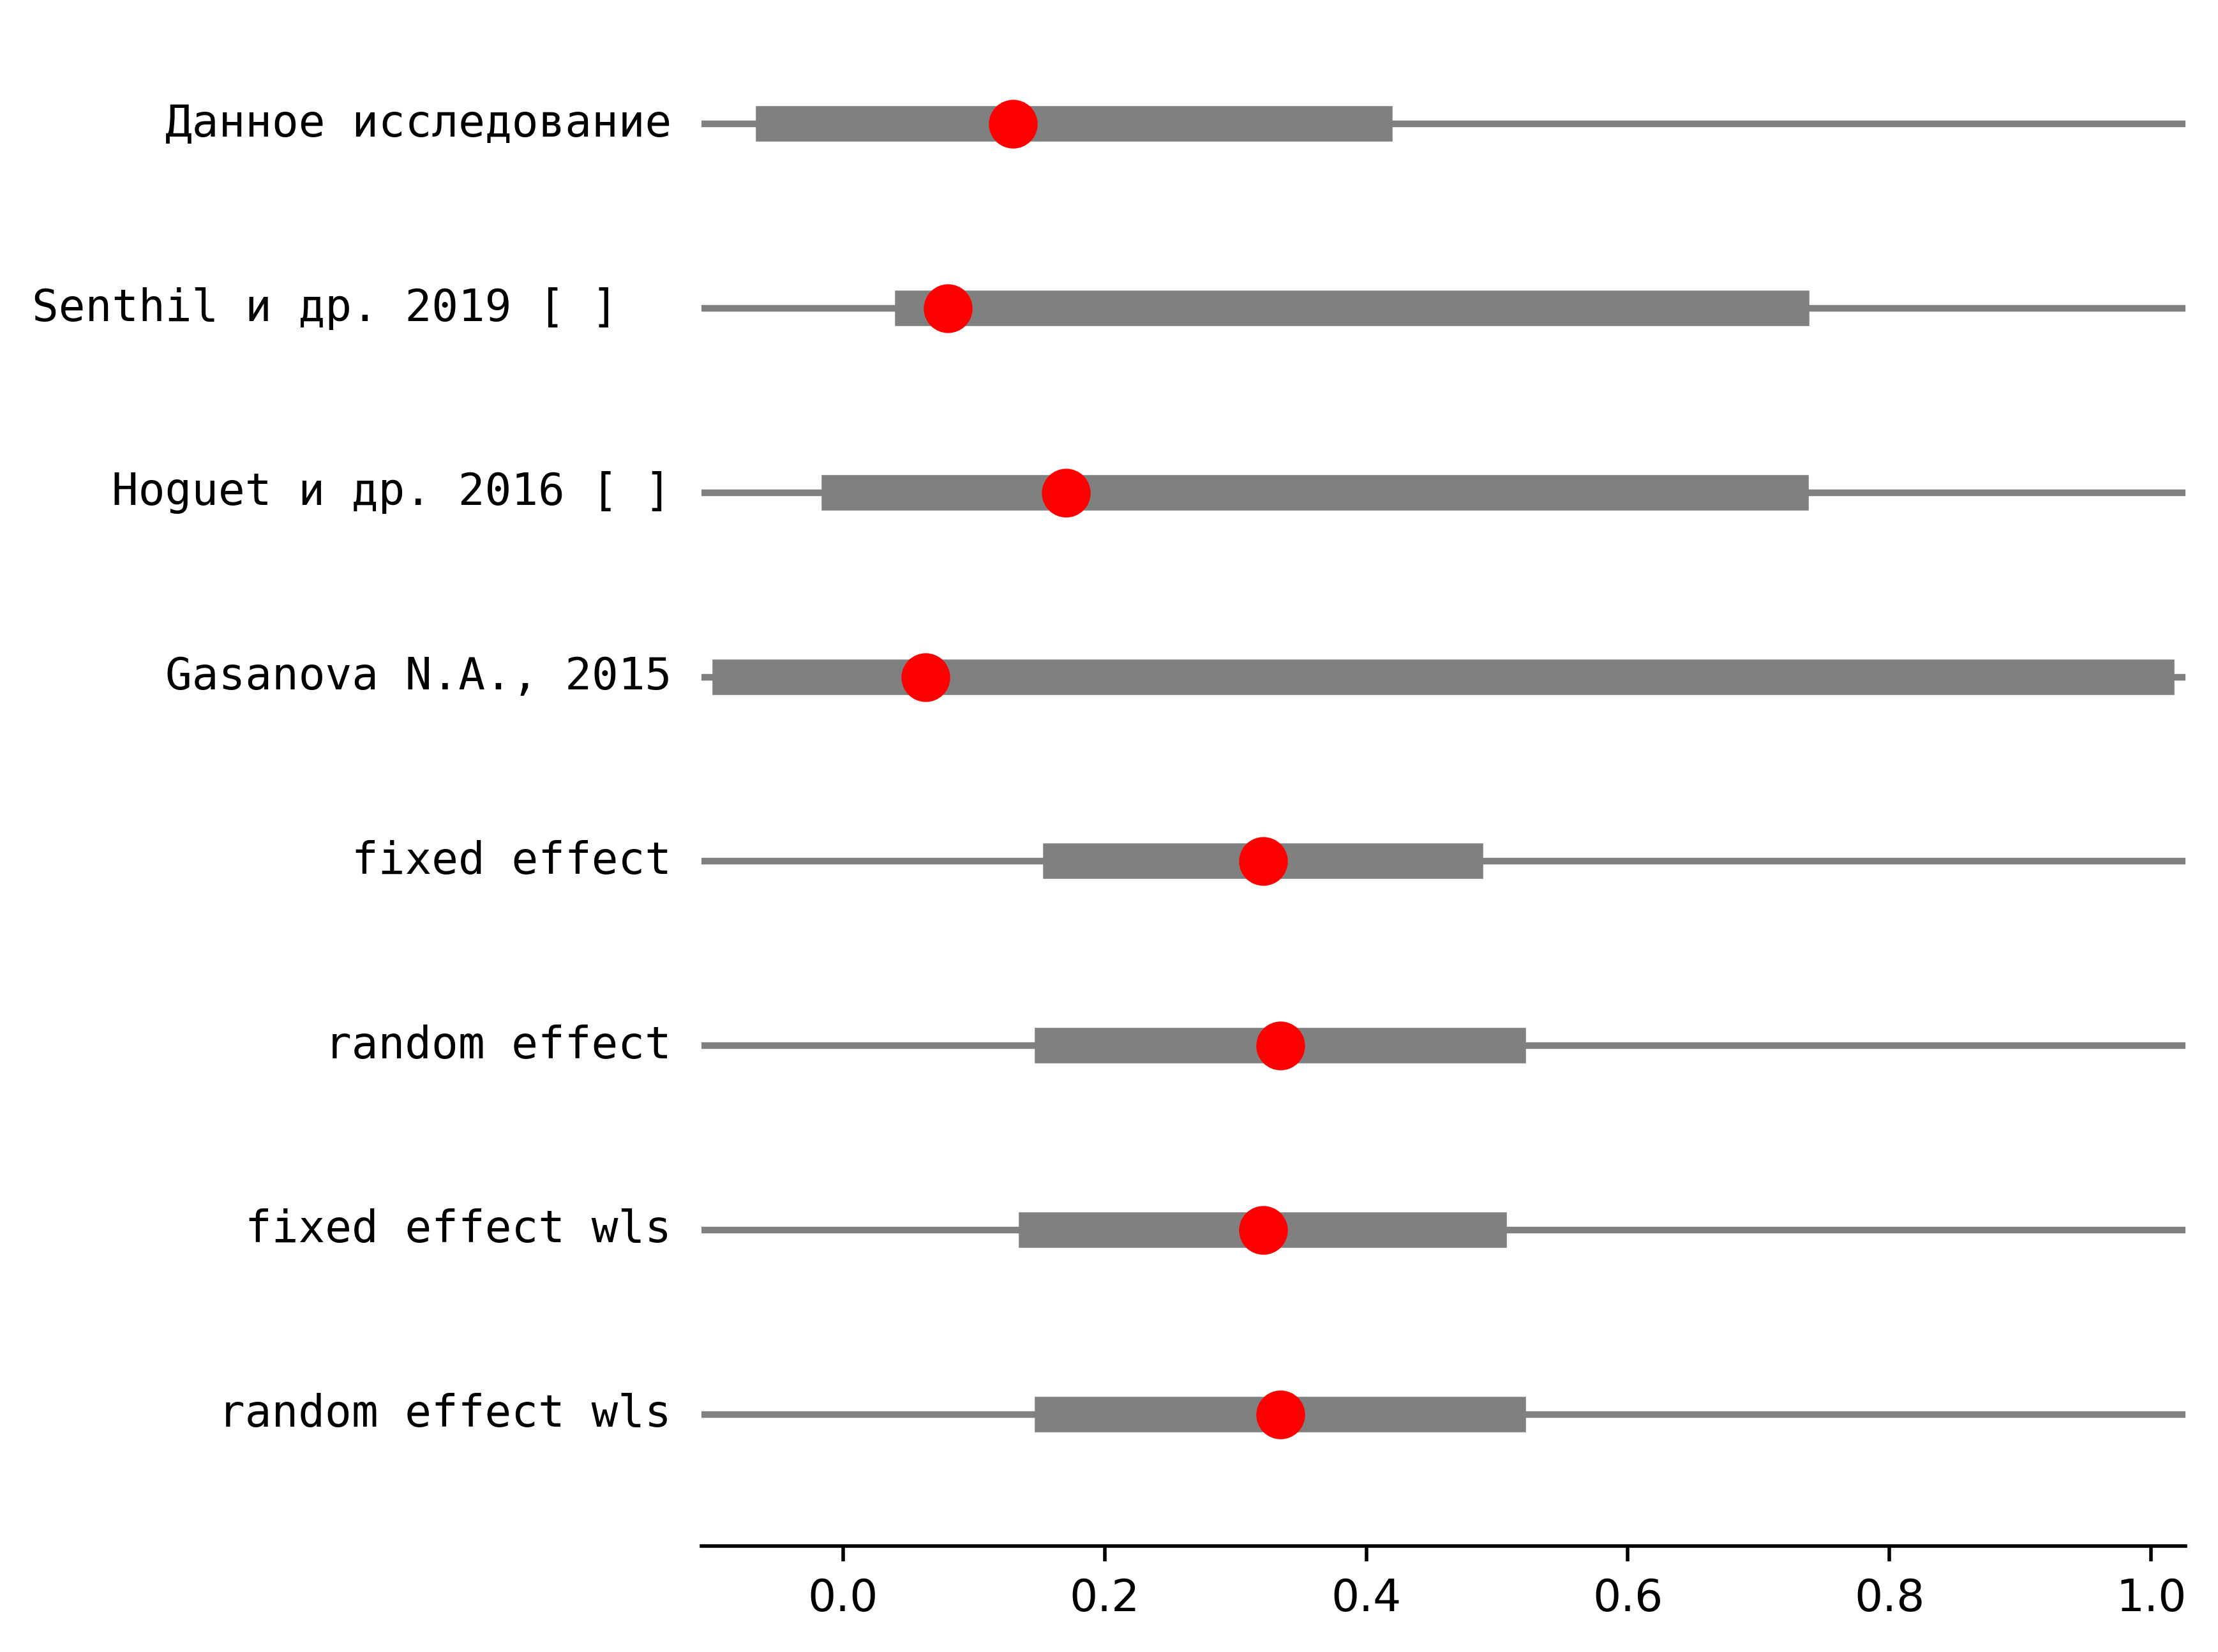 Данное исследование
Senthil и др. 2019 [ ]
Hoguet и др. 2016 [ ]
Gasanova N.A., 2015
fixed effect
random effect
fixed effect wls
random effect wls
0.0 0.2 0.4 0.6 0.8 1.0